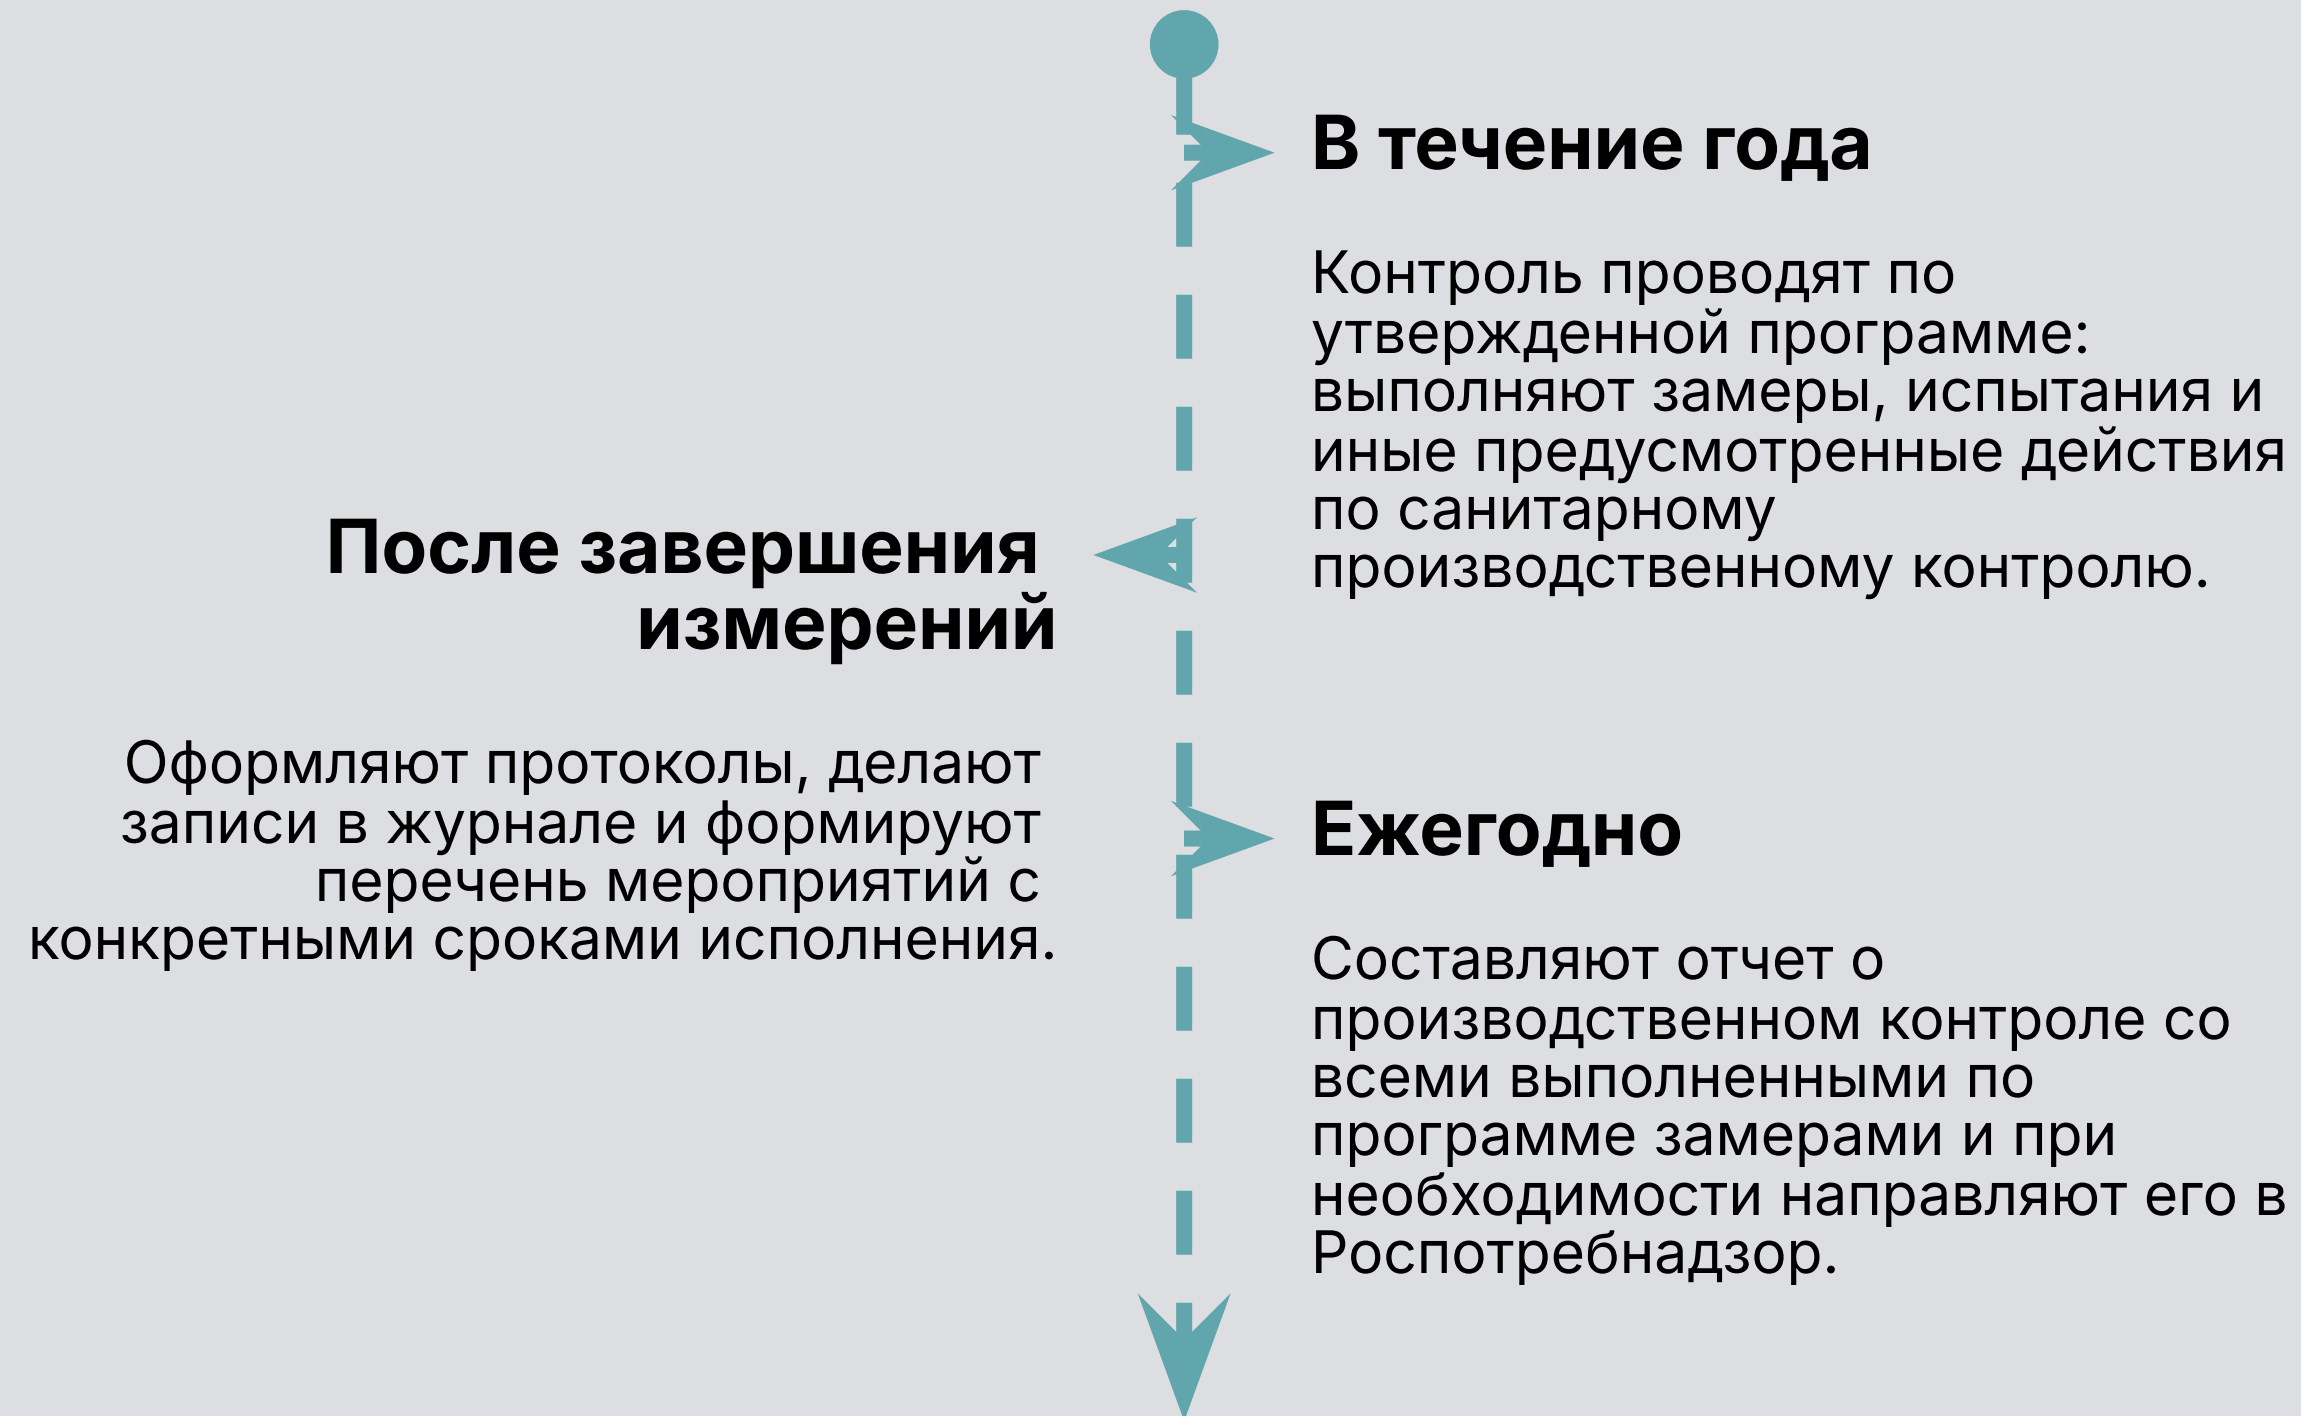 В течение года
Контроль проводят по
утвержденной программе:
выполняют замеры, испытания и
иные предусмотренные действия
по санитарному
производственному контролю.
После завершения
измерений
Оформляют протоколы, делают
записи в журнале и формируют
перечень мероприятий с
конкретными сроками исполнения.
Ежегодно
Составляют отчет о
производственном контроле со
всеми выполненными по
программе замерами и при
необходимости направляют его в
Роспотребнадзор.